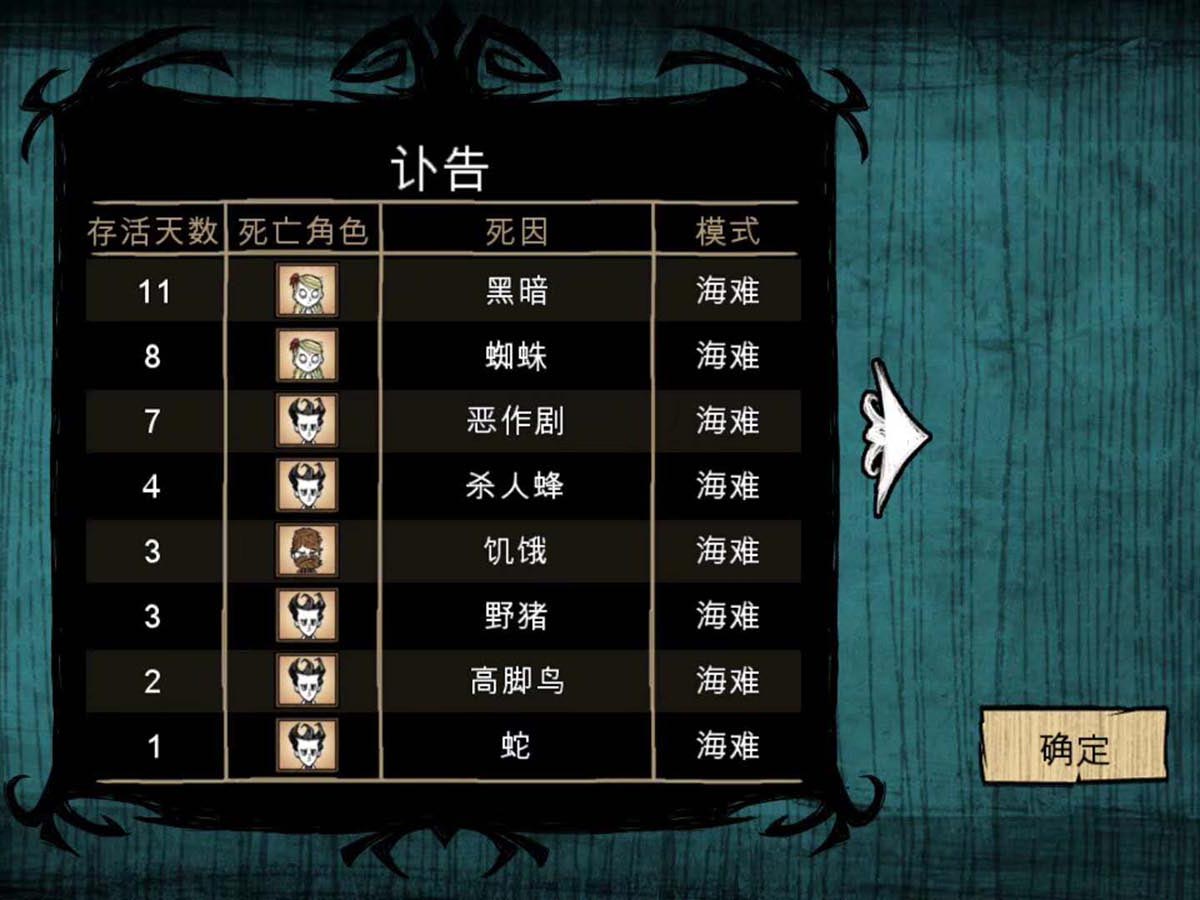 讣告
存活天数 死亡角色 死因 模式
11 黑暗 海难
8 蜘蛛 海难
7 恶作剧 海难
4 杀人蜂 海难
3 饥饿 海难
3 野猪 海难
2 高脚鸟 海难
1 蛇 海难
确定